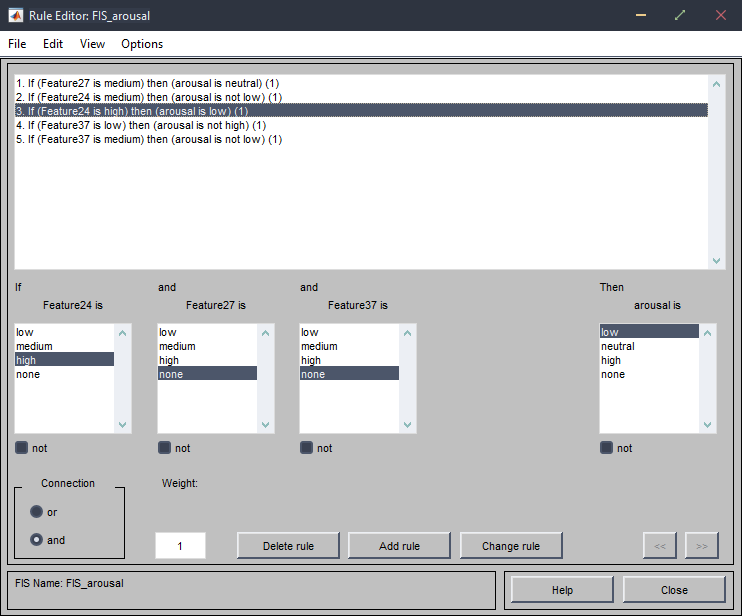 Rule Editor: FIS_arousal
File Edit View Options
1. If (Feature27 is medium) then (arousal is neutral) (1)
2. If (Feature24 is medium) then (arousal is not low) (1)
3. If (Feature24 is high) then (arousal is low) (1)
4. If (Feature37 is low) then (arousal is not high) (1)
5. If (Feature37 is medium) then (arousal is not low) (1)
If and and Then
Feature24 is Feature27 is Feature37 is arousal is
low low low low
medium medium medium neutral
high high high high
none none none none
not not not not
Connection Weight:
or
and 1 Delete rule Add rule Change rule << >>
FIS Name: FIS_arousal Help Close